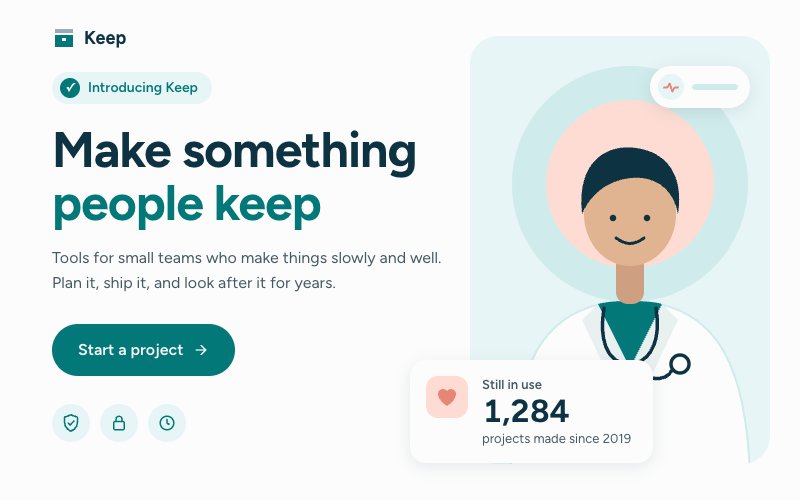 Keep
Introducing Keep
Make something
people keep
Tools for small teams who make things slowly and well.
Plan it, ship it, and look after it for years.
Start a project →
Still in use
1,284
projects made since 2019